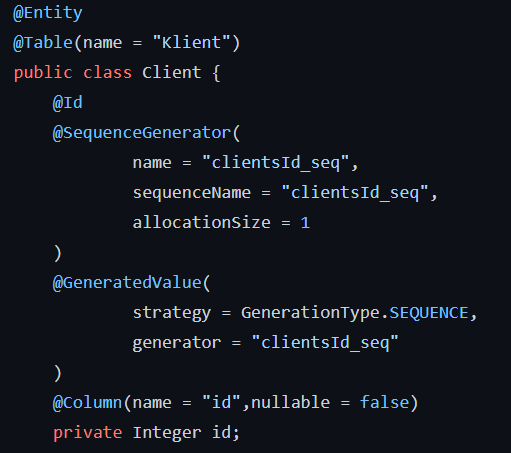 @Entity
@Table(name = "Klient")
public class Client {
    @Id
    @SequenceGenerator(
            name = "clientsId_seq",
            sequenceName = "clientsId_seq",
            allocationSize = 1
    )
    @GeneratedValue(
            strategy = GenerationType.SEQUENCE,
            generator = "clientsId_seq"
    )
    @Column(name = "id",nullable = false)
    private Integer id;